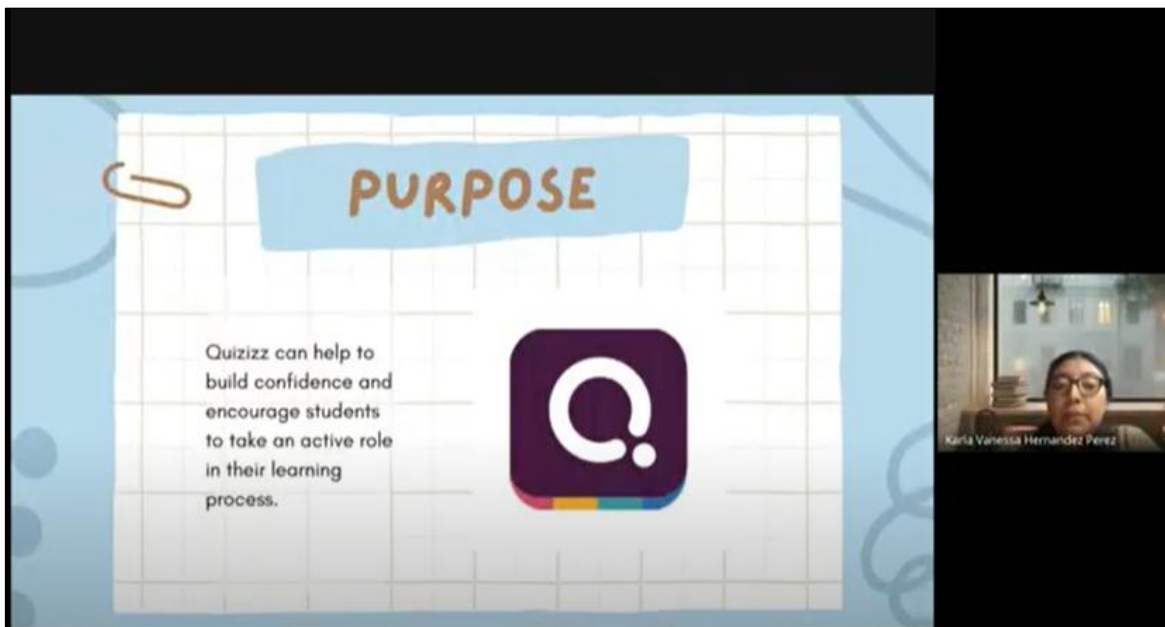 PURPOSE
Quizizz can help to
build confidence and
encourage students
to take an active role
in their learning
process.
Karla Vanessa Hernandez Perez